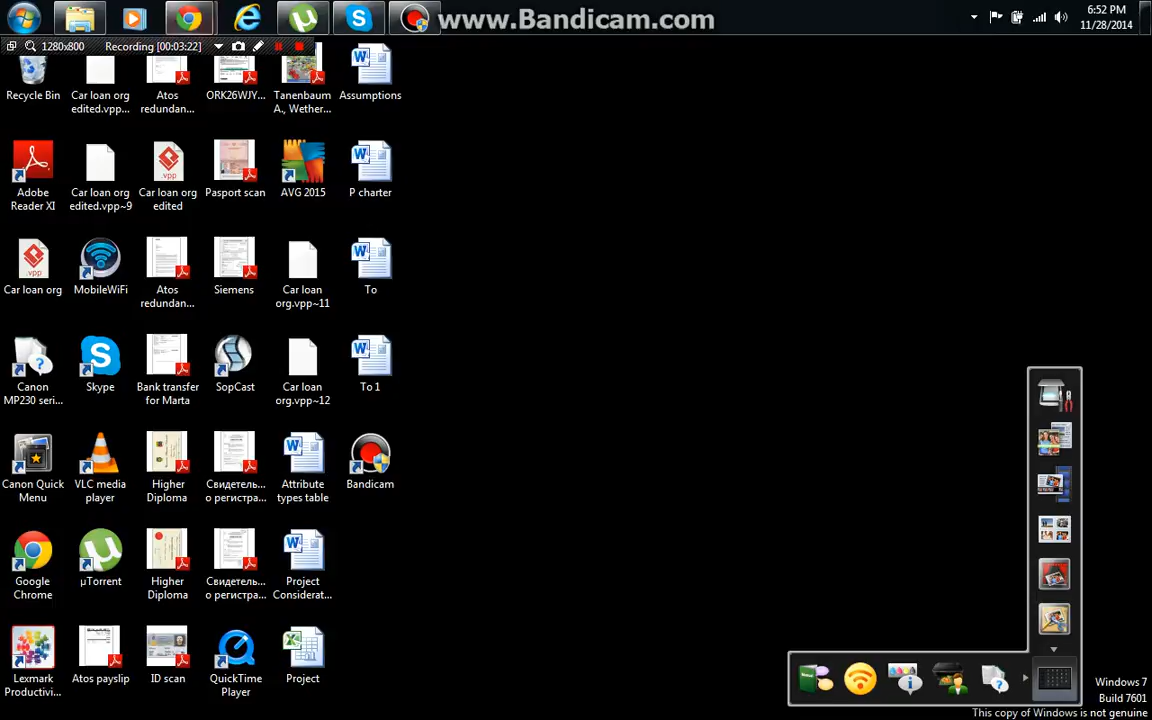 www.Bandicam.com
6:52 PM
11/28/2014
1280x800
Recording [00:03:22]
Recycle Bin
Car loan org
edited.vpp...
Atos
redundan...
ORK26WJY...
Tanenbaum
A., Wether...
Assumptions
Adobe
Reader XI
Car loan org
edited.vpp~9
.vpp
Car loan org
edited
Pasport scan
AVG 2015
P charter
.vpp
Car loan org
MobileWiFi
Atos
redundan...
Siemens
Car loan
org.vpp~11
To
Canon
MP230 seri...
Skype
Bank transfer
for Marta
SopCast
Car loan
org.vpp~12
To 1
Canon Quick
Menu
VLC media
player
Higher
Diploma
Свидетель...
о регистра...
Attribute
types table
Bandicam
Google
Chrome
µTorrent
Higher
Diploma
Свидетель...
о регистра...
Project
Considerat...
Lexmark
Productivi...
Atos payslip
ID scan
QuickTime
Player
Project
Windows 7
Build 7601
This copy of Windows is not genuine